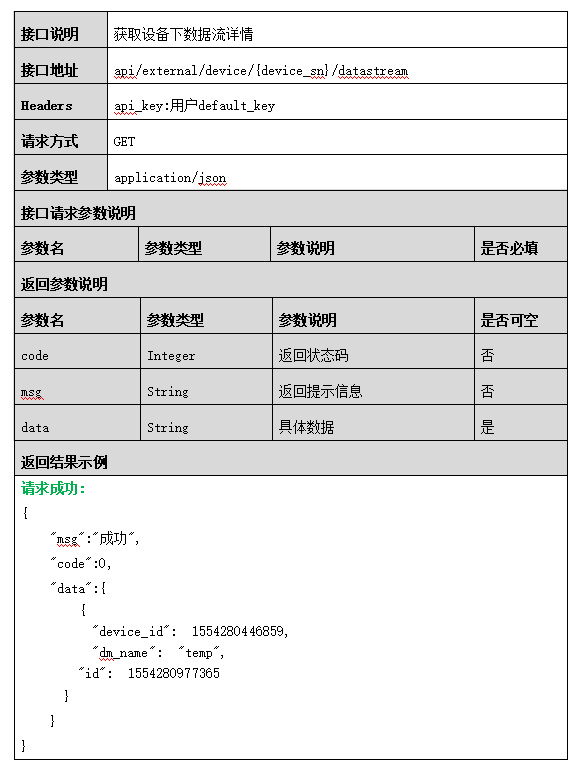 接口说明 获取设备下数据流详情
接口地址 api/external/device/{device_sn}/datastream
Headers api_key:用户default_key
请求方式 GET
参数类型 application/json
接口请求参数说明
参数名 参数类型 参数说明 是否必填
返回参数说明
参数名 参数类型 参数说明 是否可空
code Integer 返回状态码 否
msg String 返回提示信息 否
data String 具体数据 是
返回结果示例
请求成功:
{
"msg":"成功",
"code":0,
"data":{
{
"device_id": 1554280446859,
"dm_name": "temp",
"id": 1554280977365
}
}
}